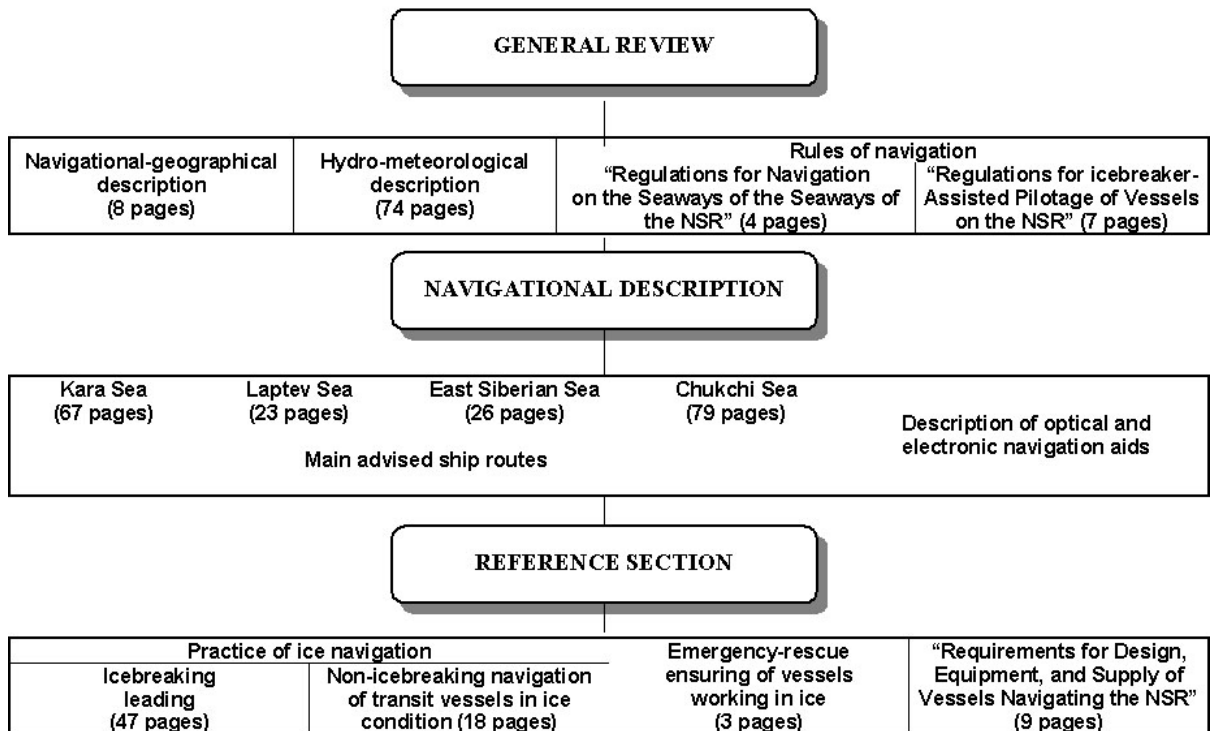 GENERAL REVIEW
Navigational-geographical
description
(8 pages)
Hydro-meteorological
description
(74 pages)
Rules of navigation
“Regulations for Navigation
on the Seaways of the Seaways of
the NSR” (4 pages)
“Regulations for icebreaker-
Assisted Pilotage of Vessels
on the NSR” (7 pages)
NAVIGATIONAL DESCRIPTION
Kara Sea
(67 pages)
Laptev Sea
(23 pages)
East Siberian Sea
(26 pages)
Chukchi Sea
(79 pages)
Main advised ship routes
Description of optical and
electronic navigation aids
REFERENCE SECTION
Practice of ice navigation
Icebreaking
leading
(47 pages)
Non-icebreaking navigation
of transit vessels in ice
condition (18 pages)
Emergency-rescue
ensuring of vessels
working in ice
(3 pages)
“Requirements for Design,
Equipment, and Supply of
Vessels Navigating the NSR”
(9 pages)